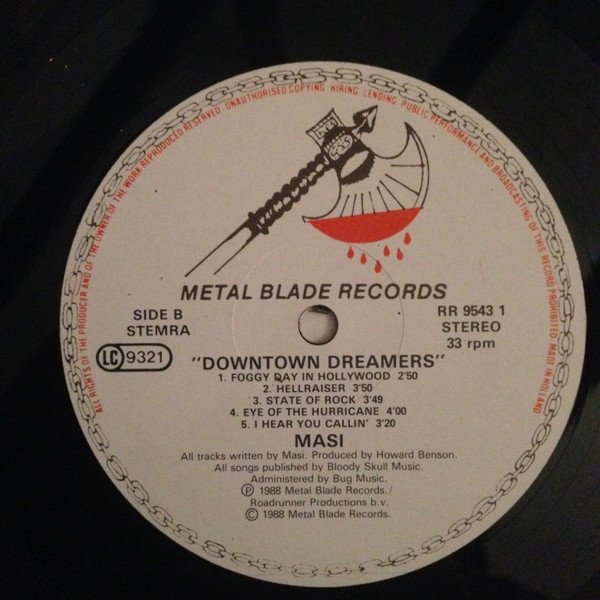 ALL RIGHTS OF THE PRODUCER AND OF THE OWNER OF THE WORK REPRODUCED RESERVED. UNAUTHORISED COPYING, HIRING, LENDING, PUBLIC PERFORMANCE AND BROADCASTING OF THIS RECORD PROHIBITED. MADE IN HOLLAND
METAL BLADE RECORDS
SIDE B
STEMRA
LC 9321
RR 9543 1
STEREO
33 rpm
"DOWNTOWN DREAMERS"
1. FOGGY DAY IN HOLLYWOOD 2'50
2. HELLRAISER 3'50
3. STATE OF ROCK 3'49
4. EYE OF THE HURRICANE 4'00
5. I HEAR YOU CALLIN' 3'20
MASI
All tracks written by Masi. Produced by Howard Benson.
All songs published by Bloody Skull Music.
Administered by Bug Music.
Ⓟ 1988 Metal Blade Records./
Roadrunner Productions b.v.
© 1988 Metal Blade Records.